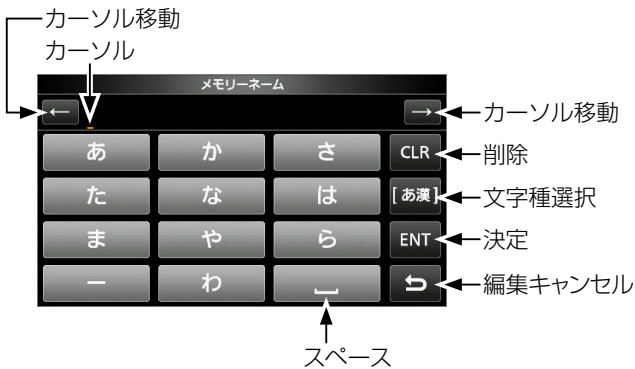 カーソル移動
カーソル
メモリーネーム
← → カーソル移動
あ か さ CLR 削除
た な は [あ漢] 文字種選択
ま や ら ENT 決定
ー わ ␣ ⮌ 編集キャンセル
スペース